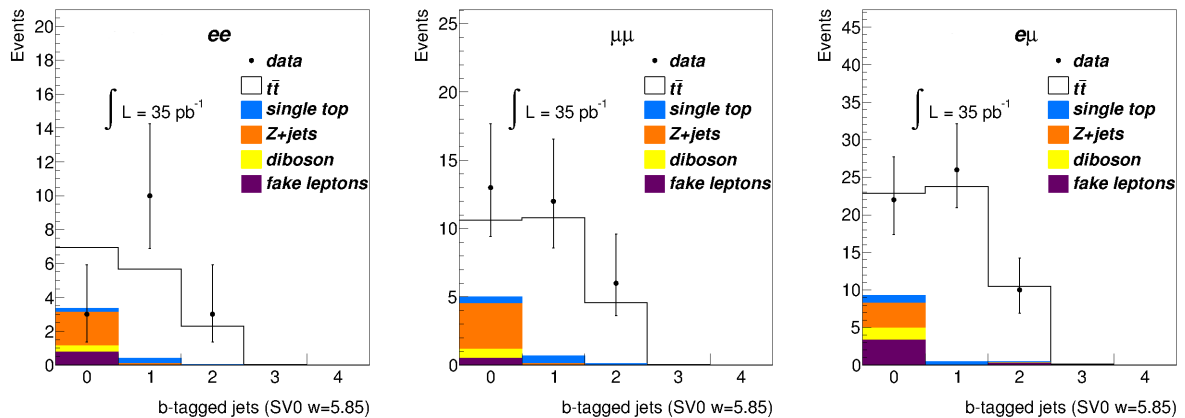 Events
20
18
16
14
12
10
8
6
4
2
0
ee
data
tt̄
single top
Z+jets
diboson
fake leptons
∫ L = 35 pb⁻¹
0 1 2 3 4
b-tagged jets (SV0 w=5.85)
Events
25
20
15
10
5
0
μμ
data
tt̄
single top
Z+jets
diboson
fake leptons
∫ L = 35 pb⁻¹
0 1 2 3 4
b-tagged jets (SV0 w=5.85)
Events
45
40
35
30
25
20
15
10
5
0
eμ
data
tt̄
single top
Z+jets
diboson
fake leptons
∫ L = 35 pb⁻¹
0 1 2 3 4
b-tagged jets (SV0 w=5.85)